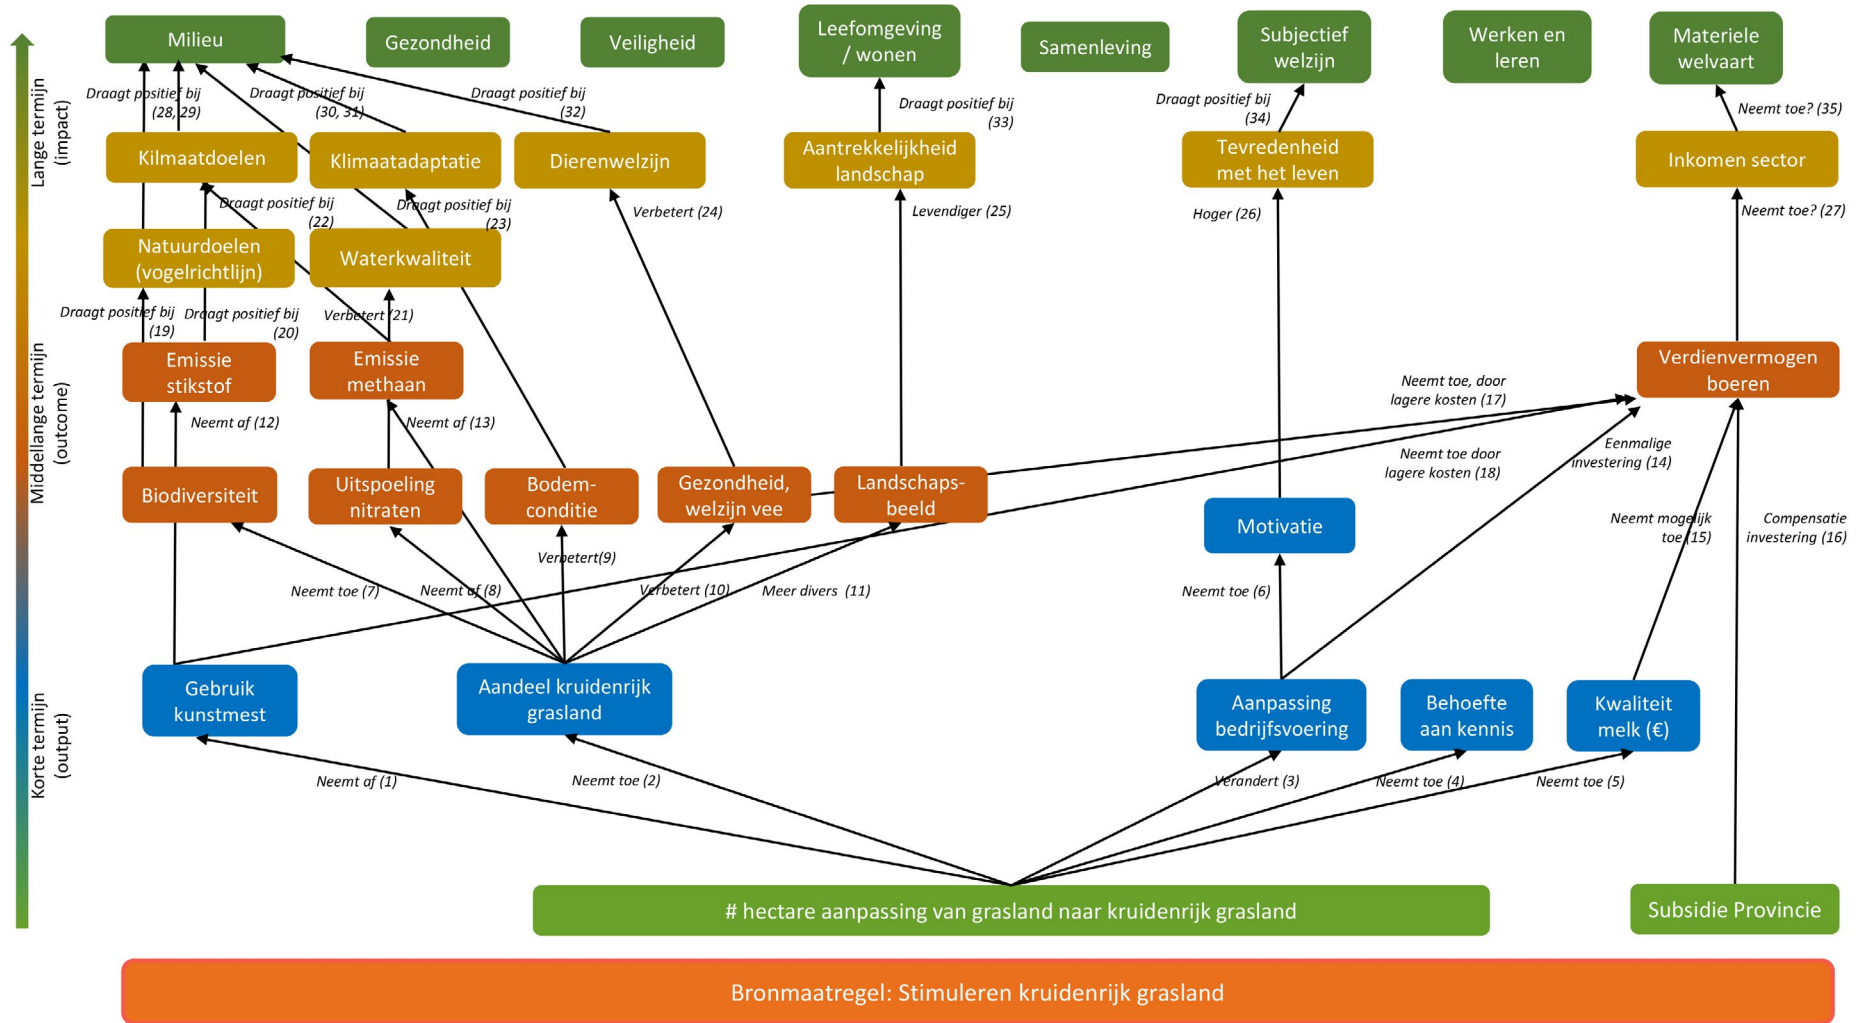 Milieu
Gezondheid
Veiligheid
Leefomgeving
/ wonen
Samenleving
Subjectief
welzijn
Werken en
leren
Materiele
welvaart
Lange termijn
(impact)
Draagt positief bij
(28, 29)
Draagt positief bij
(30, 31)
Draagt positief bij
(32)
Draagt positief bij
(33)
Draagt positief bij
(34)
Neemt toe? (35)
Kilmaatdoelen
Klimaatadaptatie
Dierenwelzijn
Aantrekkelijkheid
landschap
Tevredenheid
met het leven
Inkomen sector
Draagt positief bij
(22)
Draagt positief bij
(23)
Verbetert (24)
Levendiger (25)
Hoger (26)
Neemt toe? (27)
Natuurdoelen
(vogelrichtlijn)
Waterkwaliteit
Draagt positief bij
(19)
Draagt positief bij
(20)
Verbetert (21)
Middellange termijn
(outcome)
Emissie
stikstof
Emissie
methaan
Verdienvermogen
boeren
Neemt af (12)
Neemt af (13)
Neemt toe, door
lagere kosten (17)
Neemt toe door
lagere kosten (18)
Eenmalige
investering (14)
Neemt mogelijk
toe (15)
Compensatie
investering (16)
Biodiversiteit
Uitspoeling
nitraten
Bodem-
conditie
Gezondheid,
welzijn vee
Landschaps-
beeld
Motivatie
Neemt toe (7)
Neemt af (8)
Verbetert(9)
Verbetert (10)
Meer divers (11)
Neemt toe (6)
Korte termijn
(output)
Gebruik
kunstmest
Aandeel kruidenrijk
grasland
Aanpassing
bedrijfsvoering
Behoefte
aan kennis
Kwaliteit
melk (€)
Neemt af (1)
Neemt toe (2)
Verandert (3)
Neemt toe (4)
Neemt toe (5)
# hectare aanpassing van grasland naar kruidenrijk grasland
Subsidie Provincie
Bronmaatregel: Stimuleren kruidenrijk grasland